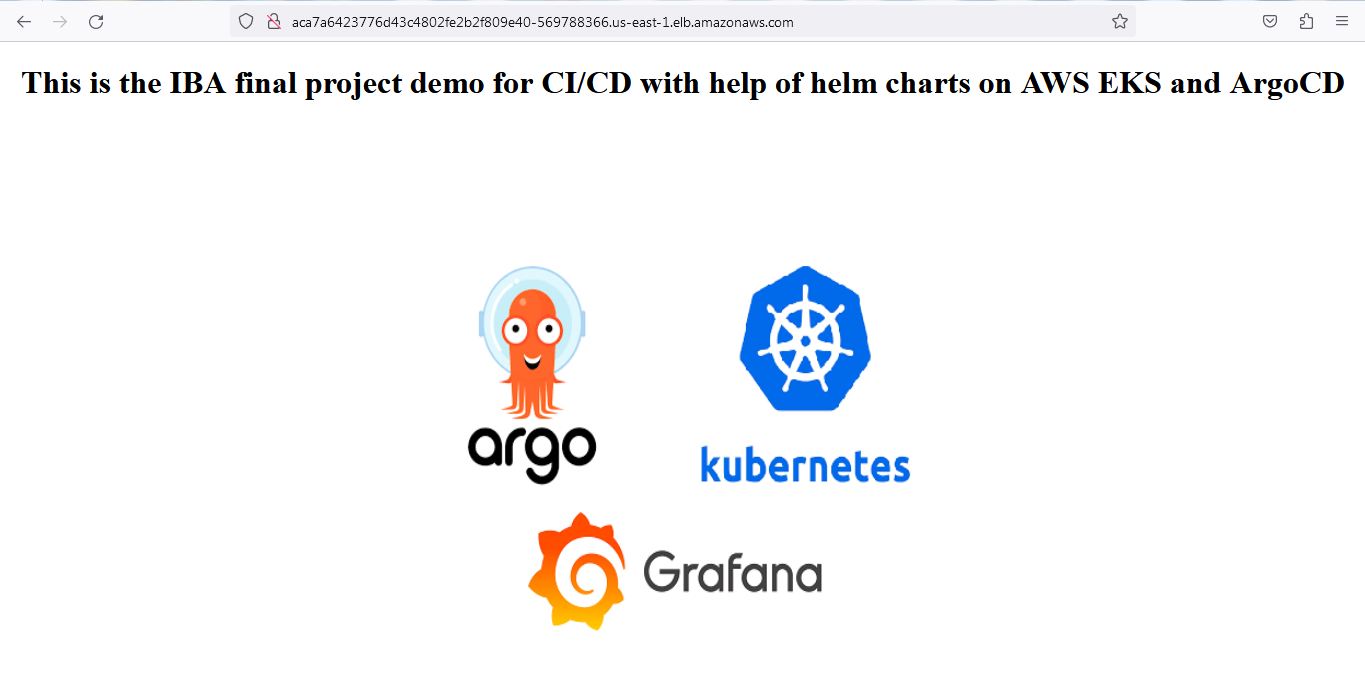 aca7a6423776d43c4802fe2b2f809e40-569788366.us-east-1.elb.amazonaws.com
This is the IBA final project demo for CI/CD with help of helm charts on AWS EKS and ArgoCD
argo
kubernetes
Grafana